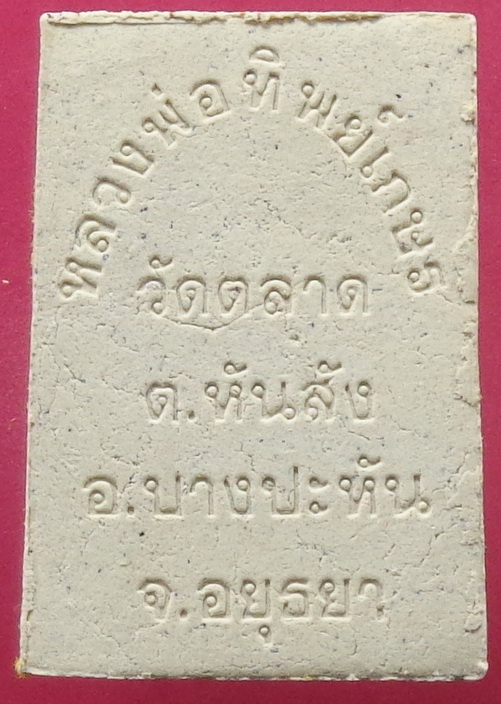 หลวงพ่อทิพย์เกษร
วัดตลาด
ต.หันสัง
อ.บางปะหัน
จ.อยุธยา